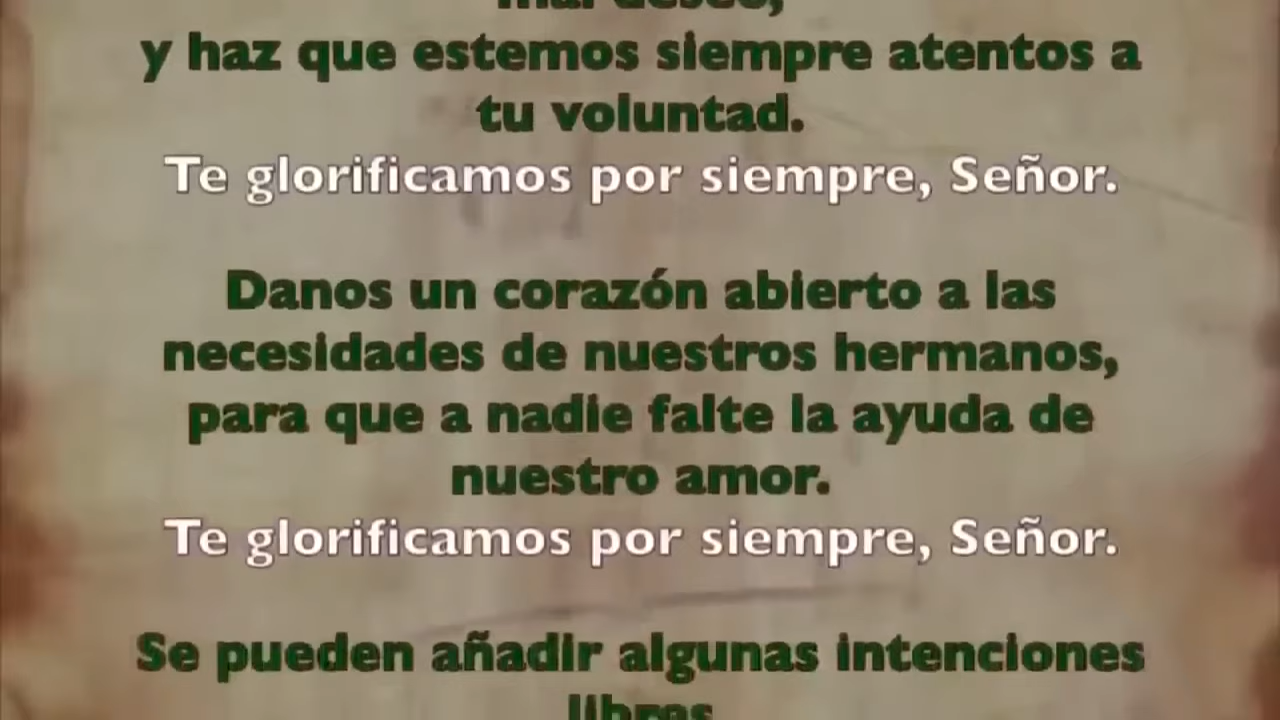 mal deseo,
y haz que estemos siempre atentos a
tu voluntad.
Te glorificamos por siempre, Señor.
Danos un corazón abierto a las
necesidades de nuestros hermanos,
para que a nadie falte la ayuda de
nuestro amor.
Te glorificamos por siempre, Señor.
Se pueden añadir algunas intenciones
libres